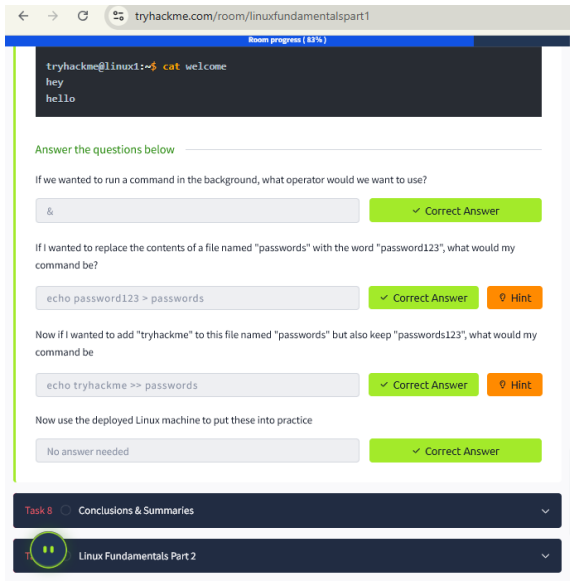 tryhackme.com/room/linuxfundamentalspart1
Room progress ( 83% )
tryhackme@linux1:~$ cat welcome
hey
hello
Answer the questions below
If we wanted to run a command in the background, what operator would we want to use?
&
Correct Answer
If I wanted to replace the contents of a file named "passwords" with the word "password123", what would my
command be?
echo password123 > passwords
Correct Answer
Hint
Now if I wanted to add "tryhackme" to this file named "passwords" but also keep "passwords123", what would my
command be
echo tryhackme >> passwords
Correct Answer
Hint
Now use the deployed Linux machine to put these into practice
No answer needed
Correct Answer
Task 8 Conclusions & Summaries
Linux Fundamentals Part 2